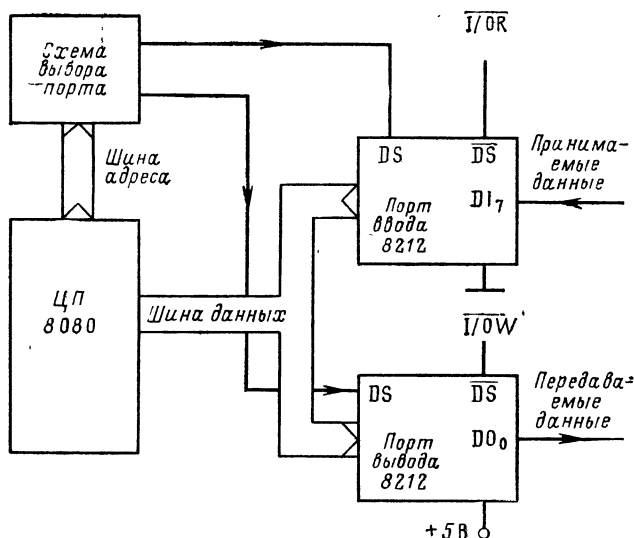 Схема
выбора
порта
I/OR
Шина
адреса
DS
DS
Принима-
емые
данные
DI7
Порт
ввода
8212
ЦП
8080
Шина данных
I/OW
DS
DS
Передава-
емые
данные
DO0
Порт
вывода
8212
+5В